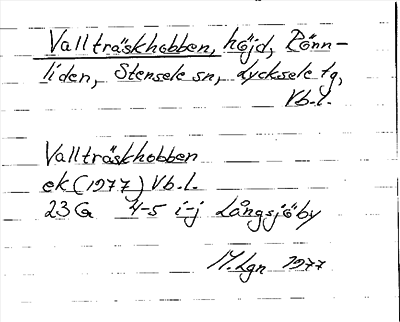 Vallträskhobben, höjd, Rönn-
liden, Stensele sn, Lycksele tg,
Vb.l.
Vallträskhobben
ek (1977) Vb.l.
23G 4-5 i-j Långsjöby
M.Lgn 1977